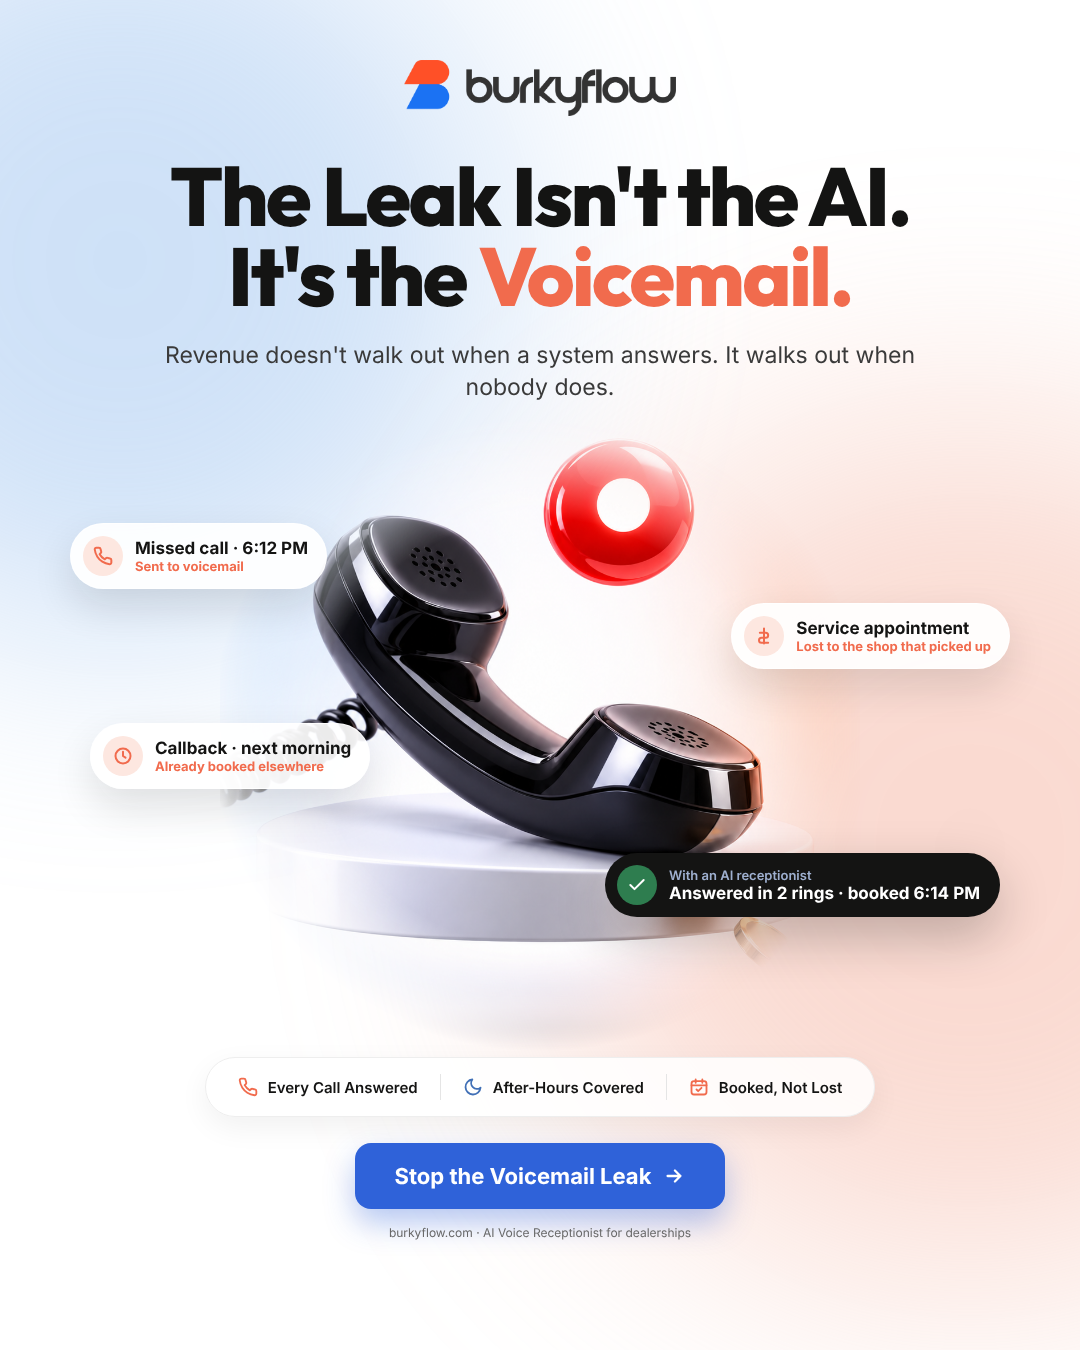 burkyflow
The Leak Isn't the AI.
It's the Voicemail.
Revenue doesn't walk out when a system answers. It walks out when
nobody does.
Missed call · 6:12 PM
Sent to voicemail
Service appointment
Lost to the shop that picked up
Callback · next morning
Already booked elsewhere
With an AI receptionist
Answered in 2 rings · booked 6:14 PM
Every Call Answered
After-Hours Covered
Booked, Not Lost
Stop the Voicemail Leak →
burkyflow.com · AI Voice Receptionist for dealerships